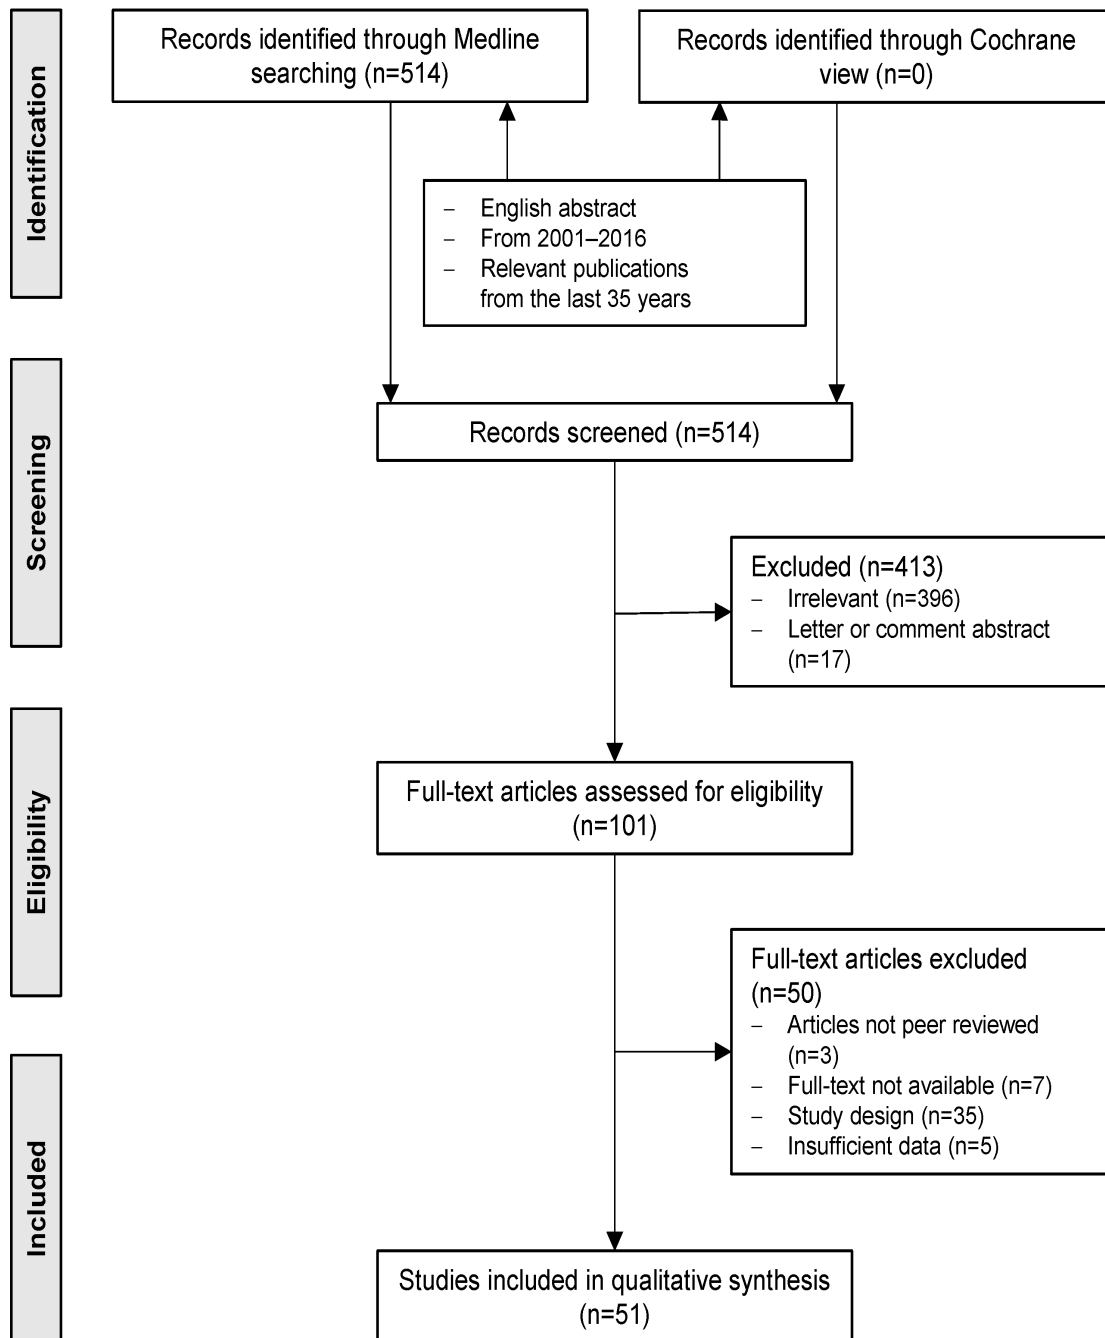 Identification
Records identified through Medline
searching (n=514)
Records identified through Cochrane
view (n=0)
– English abstract
– From 2001–2016
– Relevant publications
from the last 35 years
Screening
Records screened (n=514)
Excluded (n=413)
– Irrelevant (n=396)
– Letter or comment abstract
(n=17)
Eligibility
Full-text articles assessed for eligibility
(n=101)
Full-text articles excluded
(n=50)
– Articles not peer reviewed
(n=3)
– Full-text not available (n=7)
– Study design (n=35)
– Insufficient data (n=5)
Included
Studies included in qualitative synthesis
(n=51)